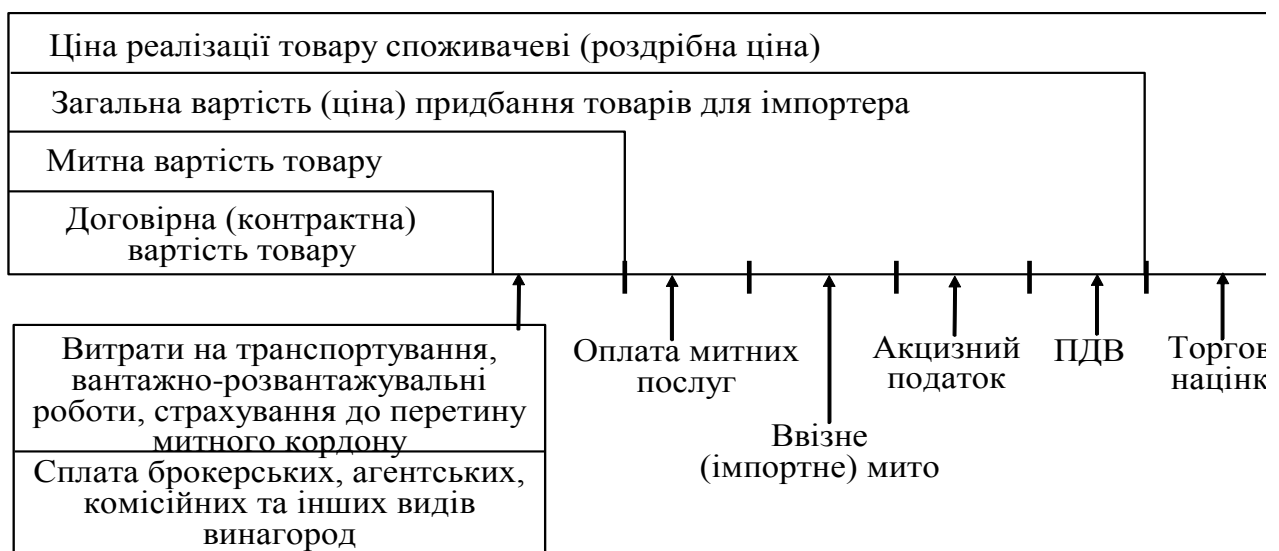 Ціна реалізації товару споживачеві (роздрібна ціна)
Загальна вартість (ціна) придбання товарів для імпортера
Митна вартість товару
Договірна (контрактна)
вартість товару
Витрати на транспортування,
вантажно-розвантажувальні
роботи, страхування до перетину
митного кордону
Сплата брокерських, агентських,
комісійних та інших видів
винагород
Оплата митних
послуг
Ввізне
(імпортне) мито
Акцизний
податок
ПДВ
Торгов
націнк